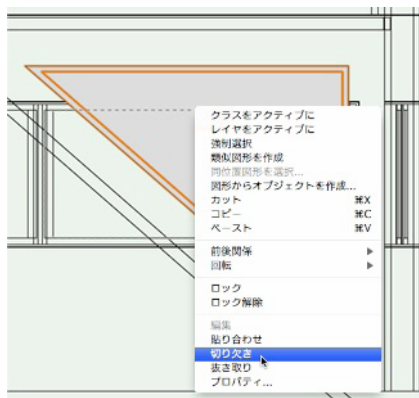 クラスをアクティブに
レイヤをアクティブに
強制選択
類似図形を作成
同位置図形を選択...
図形からオブジェクトを作成...
カット ⌘X
コピー ⌘C
ペースト ⌘V
前後関係 ▶
回転 ▶
ロック
ロック解除
編集
貼り合わせ
切り欠き
抜き取り
プロパティ...